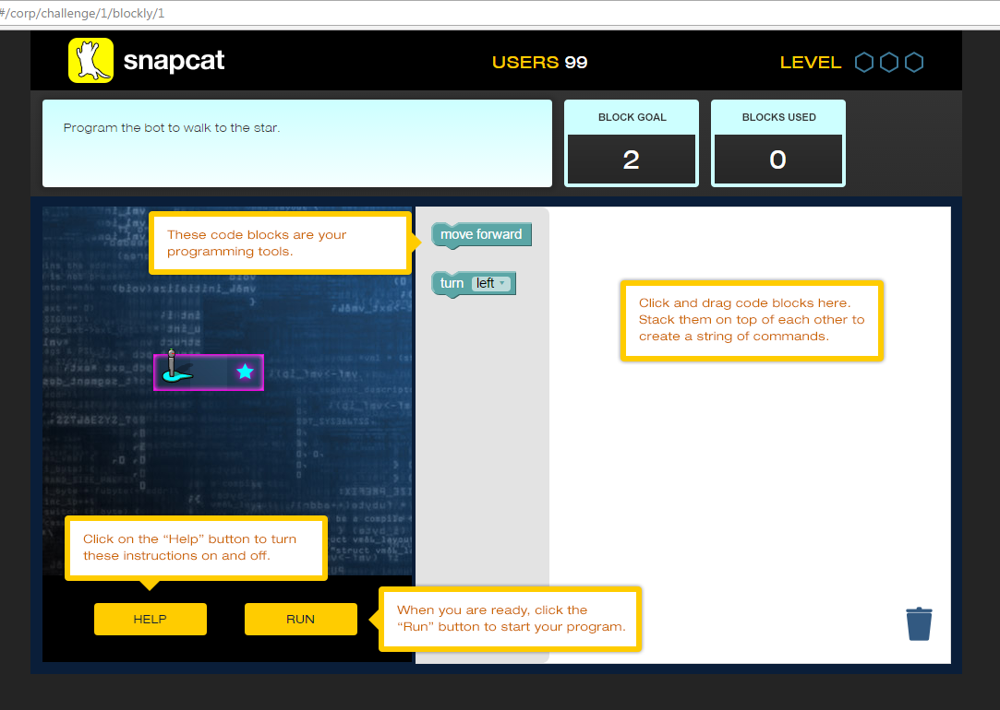 #/corp/challenge/1/blockly/1
snapcat
USERS 99
LEVEL
Program the bot to walk to the star.
BLOCK GOAL
2
BLOCKS USED
0
These code blocks are your
programming tools.
move forward
turn left
Click and drag code blocks here.
Stack them on top of each other to
create a string of commands.
Click on the “Help” button to turn
these instructions on and off.
HELP
RUN
When you are ready, click the
“Run” button to start your program.